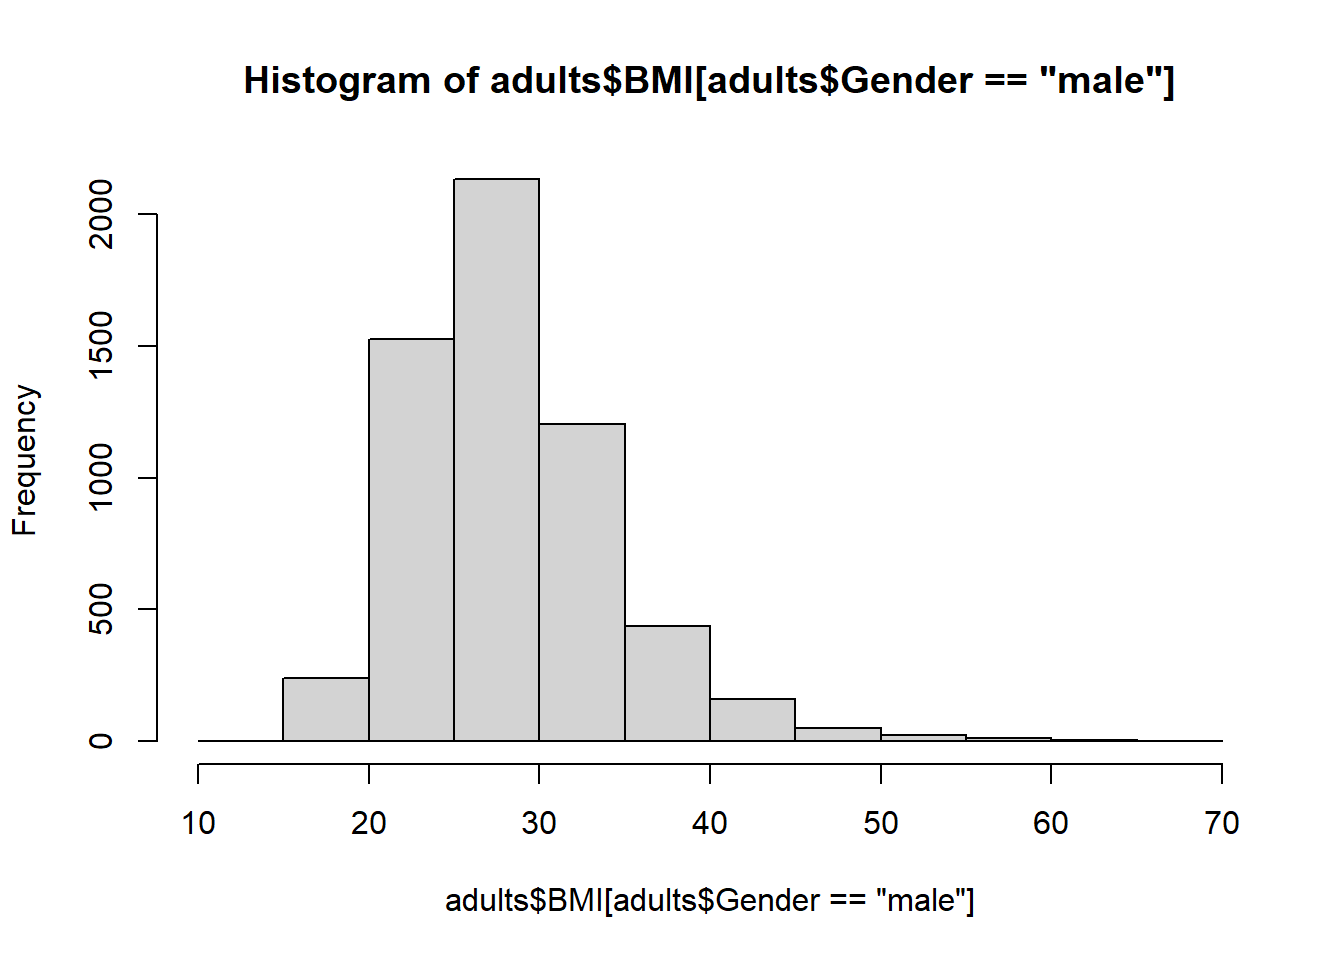 Histogram of adults$BMI[adults$Gender == "male"]
Frequency
2000
1500
1000
500
0
10 20 30 40 50 60 70
adults$BMI[adults$Gender == "male"]